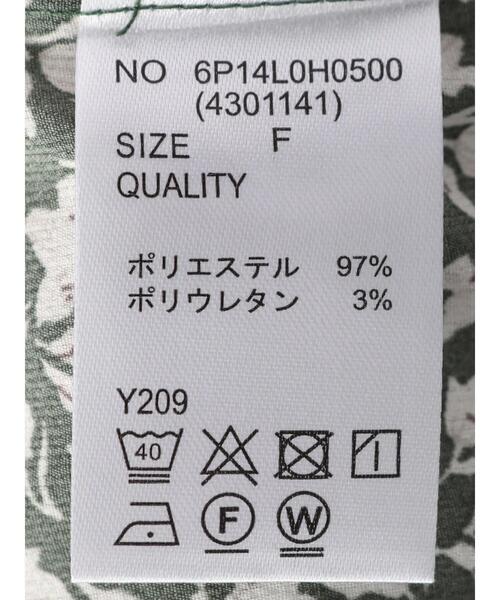 NO 6P14L0H0500
(4301141)
SIZE F
QUALITY
ポリエステル 97%
ポリウレタン 3%
Y209
40
F W